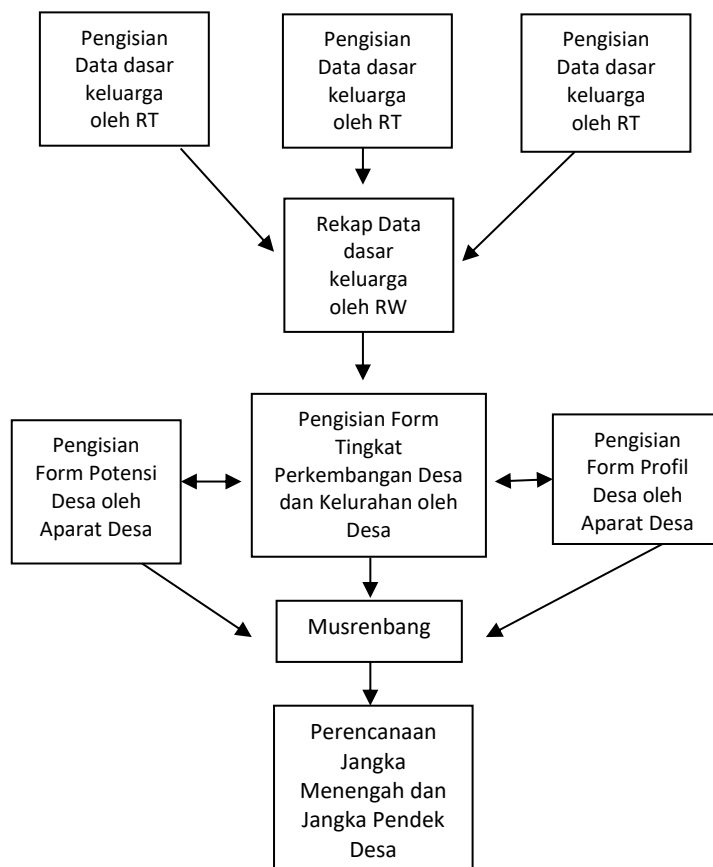 Pengisian
Data dasar
keluarga
oleh RT
Pengisian
Data dasar
keluarga
oleh RT
Pengisian
Data dasar
keluarga
oleh RT
Rekap Data
dasar
keluarga
oleh RW
Pengisian
Form Potensi
Desa oleh
Aparat Desa
Pengisian Form
Tingkat
Perkembangan Desa
dan Kelurahan oleh
Desa
Pengisian
Form Profil
Desa oleh
Aparat Desa
Musrenbang
Perencanaan
Jangka
Menengah dan
Jangka Pendek
Desa